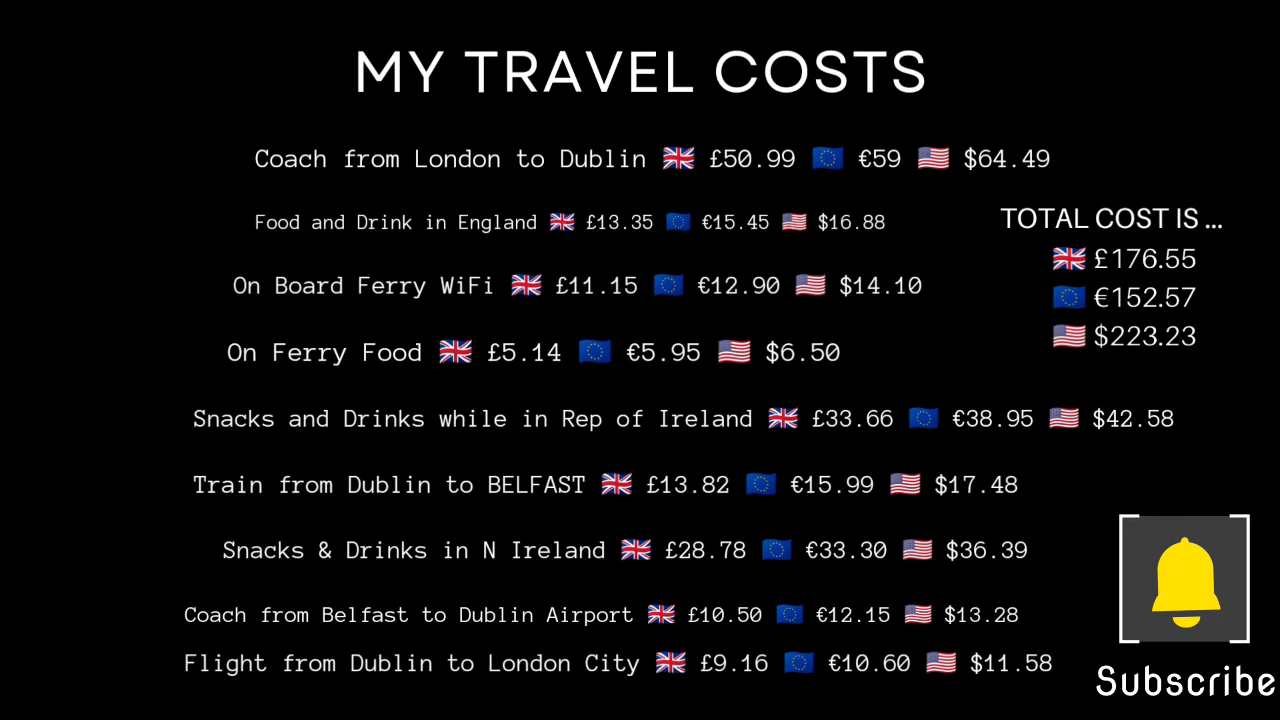 MY TRAVEL COSTS
Coach from London to Dublin 🇬🇧 £50.99 🇪🇺 €59 🇺🇸 $64.49
Food and Drink in England 🇬🇧 £13.35 🇪🇺 €15.45 🇺🇸 $16.88
On Board Ferry WiFi 🇬🇧 £11.15 🇪🇺 €12.90 🇺🇸 $14.10
On Ferry Food 🇬🇧 £5.14 🇪🇺 €5.95 🇺🇸 $6.50
Snacks and Drinks while in Rep of Ireland 🇬🇧 £33.66 🇪🇺 €38.95 🇺🇸 $42.58
Train from Dublin to BELFAST 🇬🇧 £13.82 🇪🇺 €15.99 🇺🇸 $17.48
Snacks & Drinks in N Ireland 🇬🇧 £28.78 🇪🇺 €33.30 🇺🇸 $36.39
Coach from Belfast to Dublin Airport 🇬🇧 £10.50 🇪🇺 €12.15 🇺🇸 $13.28
Flight from Dublin to London City 🇬🇧 £9.16 🇪🇺 €10.60 🇺🇸 $11.58
TOTAL COST IS ...
🇬🇧 £176.55
🇪🇺 €152.57
🇺🇸 $223.23
Subscribe